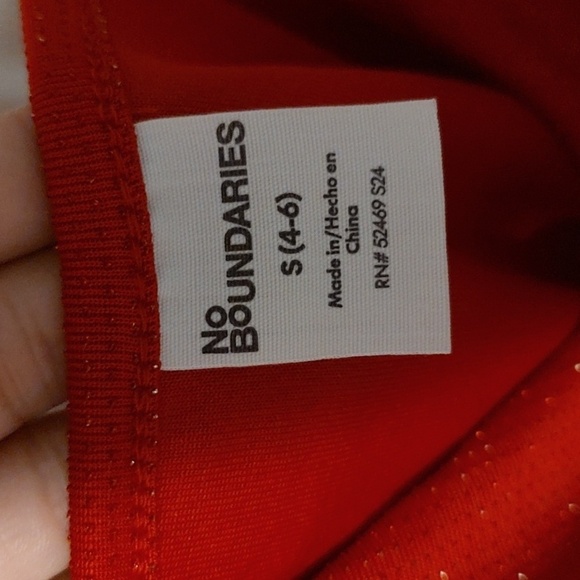 NO
BOUNDARIES
S (4-6)
Made in/Hecho en
China
RN# 52469 S24